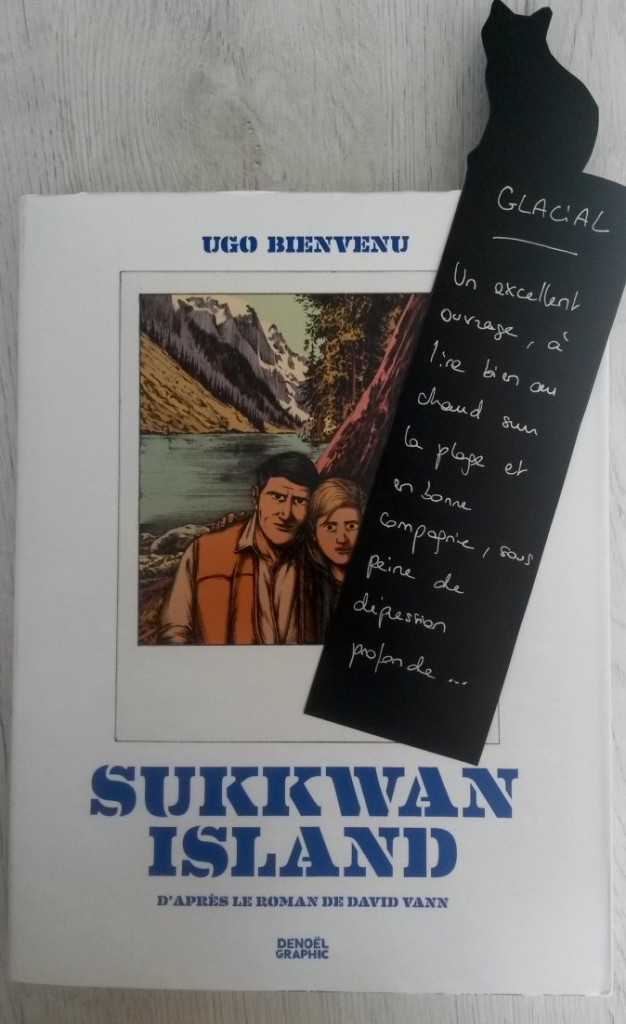 UGO BIENVENU
GLACiAL
Un excellent
ouvrage, à
lire bien au
chaud sur
la plage et
en bonne
compagnie, sous
peine de
dépression
profonde ...
SUKKWAN
ISLAND
D'APRÈS LE ROMAN DE DAVID VANN
DENOËL
GRAPHIC